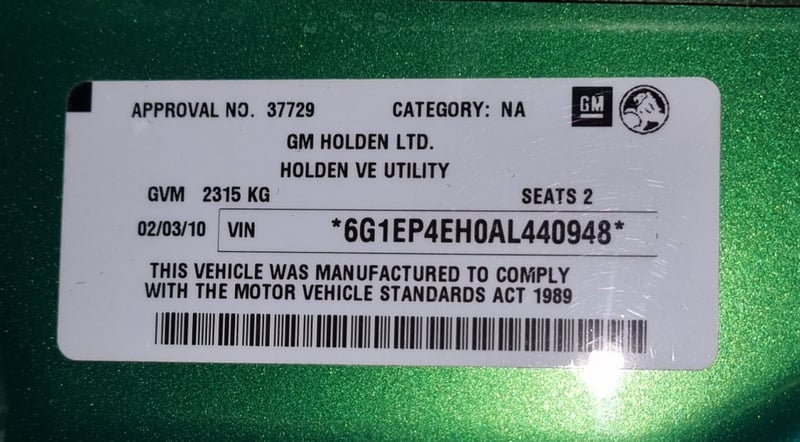 APPROVAL NO. 37729 CATEGORY: NA GM
GM HOLDEN LTD.
HOLDEN VE UTILITY
GVM 2315 KG SEATS 2
02/03/10 VIN *6G1EP4EH0AL440948*
THIS VEHICLE WAS MANUFACTURED TO COMPLY
WITH THE MOTOR VEHICLE STANDARDS ACT 1989